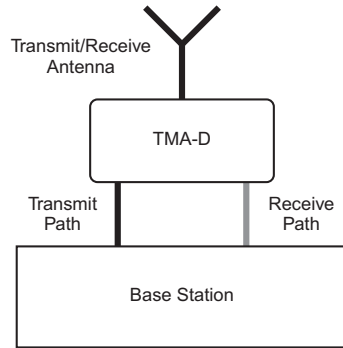 Transmit/Receive
Antenna
TMA-D
Transmit
Path
Receive
Path
Base Station